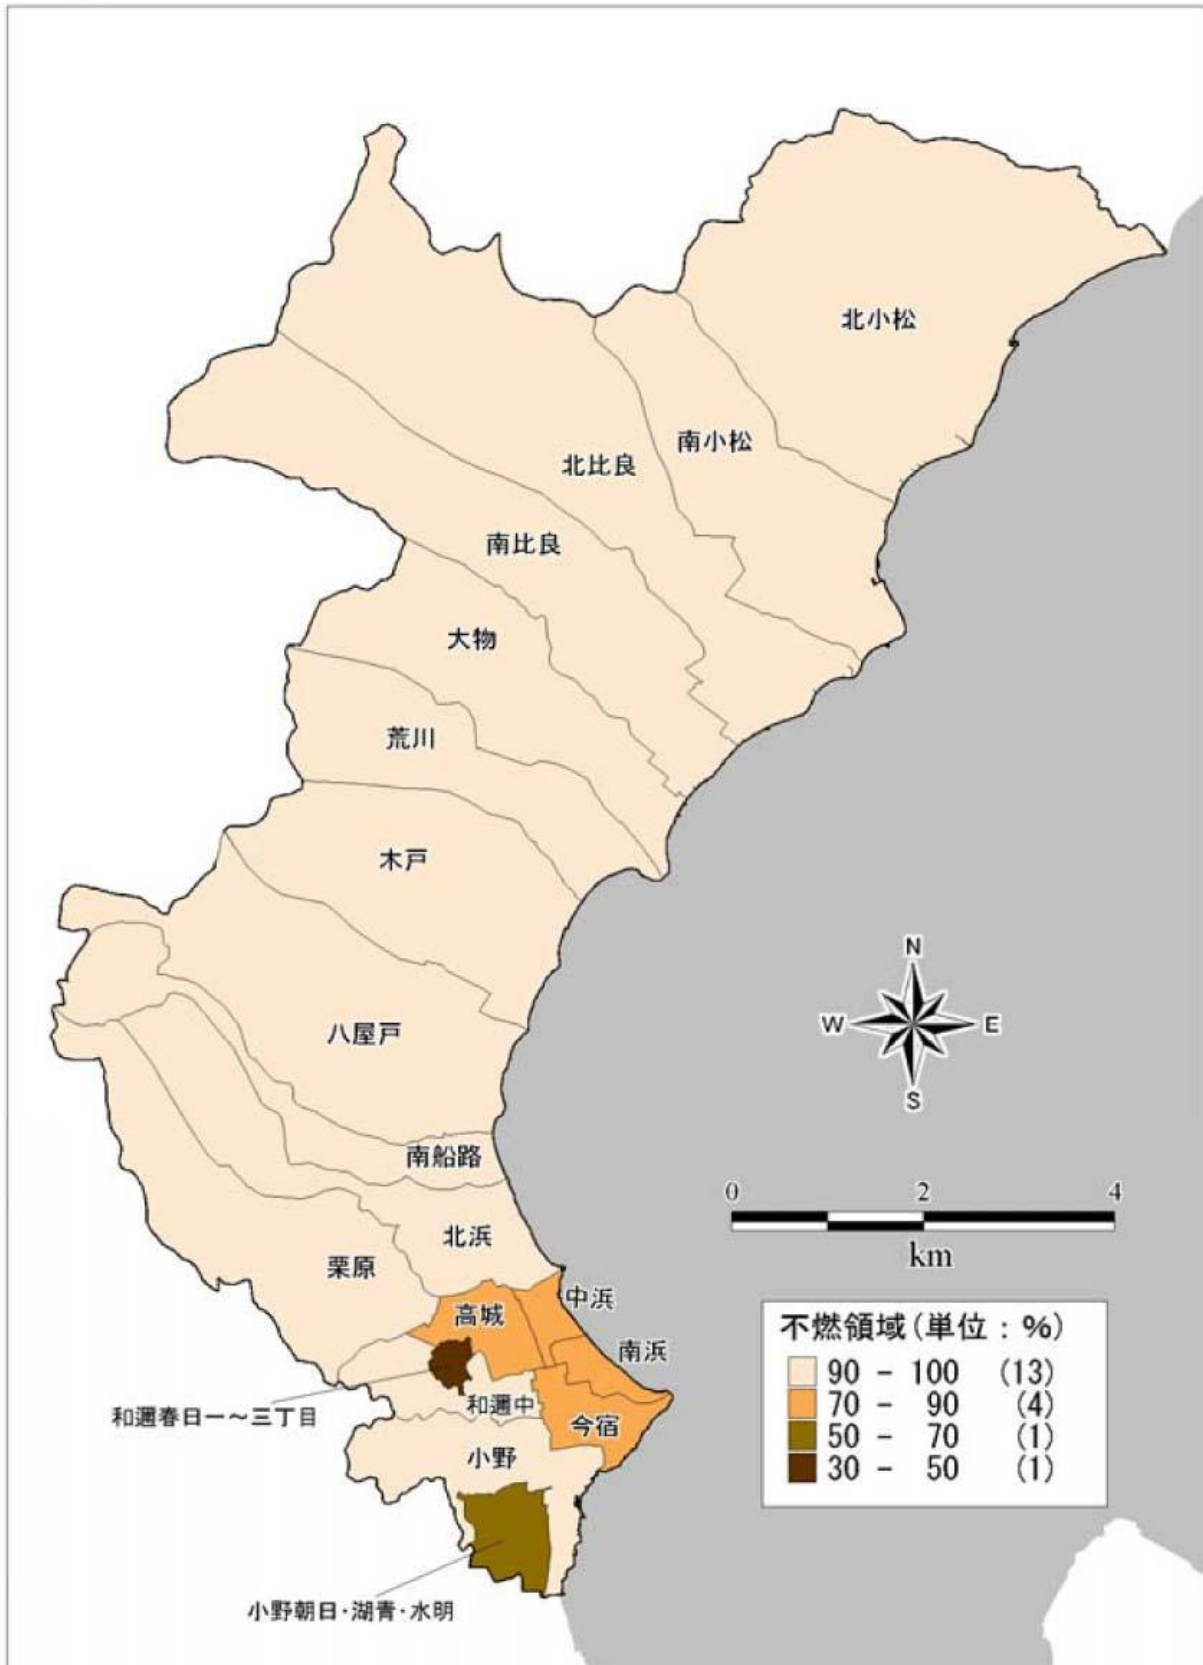 北小松
南小松
北比良
南比良
大物
荒川
木戸
八屋戸
N
W
E
S
南船路
0 2 4
km
北浜
栗原
中浜
高城
南浜
和邇春日一～三丁目
和邇中
今宿
小野
小野朝日・湖青・水明
不燃領域(単位：%)
90 - 100 (13)
70 - 90 (4)
50 - 70 (1)
30 - 50 (1)